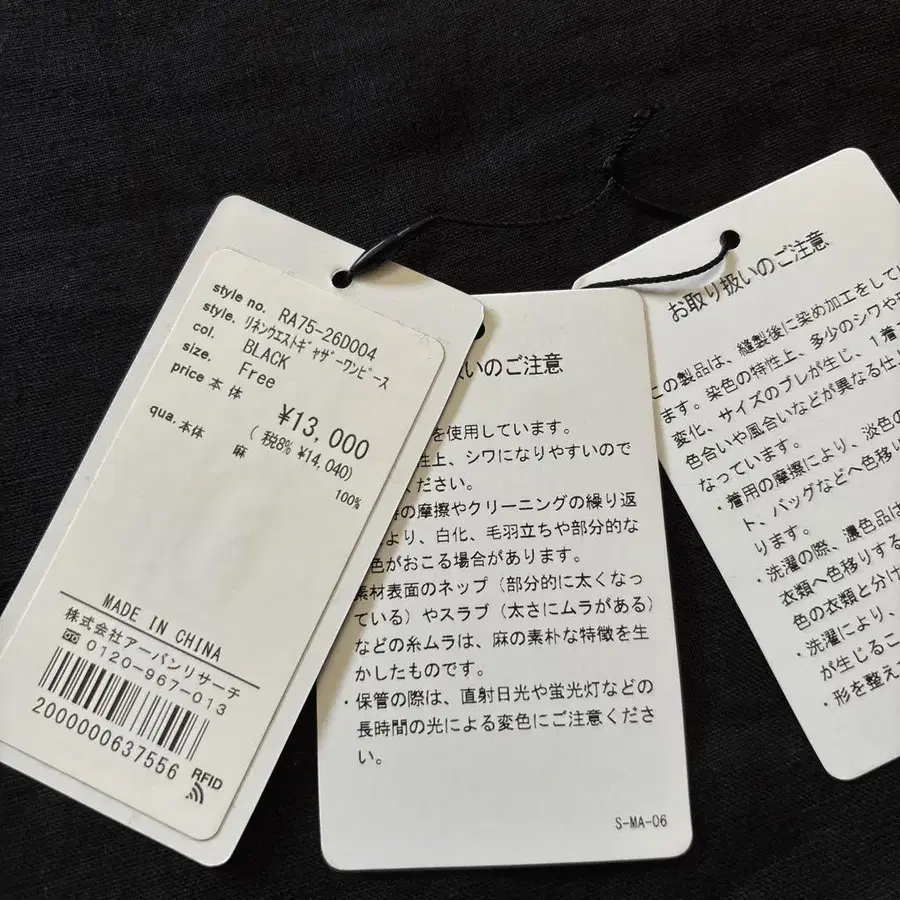 style no. RA75-26D004
style. リネンウエストギャザーワンピース
col. BLACK
size. Free
price 本体 ¥13,000
(税8% ¥14,040)
qua. 本体 麻 100%
MADE IN CHINA
株式会社アーバンリサーチ
0120-967-013
2000000637556
RFID
扱いのご注意
を使用しています。
性上、シワになりやすいので
ください。
の摩擦やクリーニングの繰り返
より、白化、毛羽立ちや部分的な
色がおこる場合があります。
素材表面のネップ（部分的に太くなっ
ている）やスラブ（太さにムラがある）
などの糸ムラは、麻の素朴な特徴を生
かしたものです。
・保管の際は、直射日光や蛍光灯などの
長時間の光による変色にご注意くださ
い。
S-MA-06
お取り扱いのご注意
この製品は、縫製後に染め加工をしてい
ます。染色の特性上、多少のシワや
変化、サイズのブレが生じ、1着
色合いや風合いなどが異なる仕上
なっています。
・着用の摩擦により、淡色の
ト、バッグなどへ色移り
ります。
・洗濯の際、濃色品は
衣類へ色移りする
色の衣類と分け
・洗濯により、
が生じるこ
・形を整え